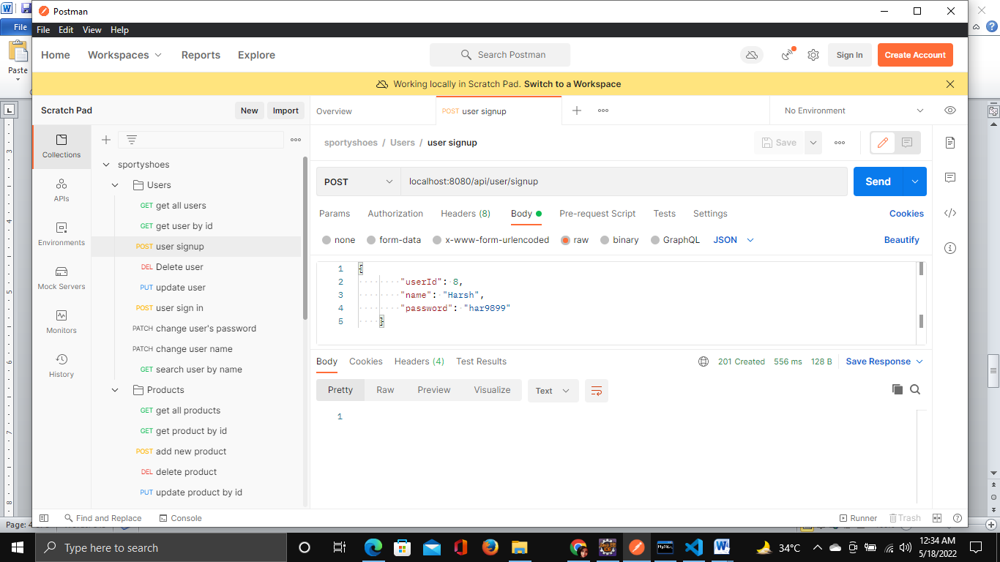 Postman
File
File Edit View Help
Paste
Home Workspaces Reports Explore Search Postman Sign In Create Account
Working locally in Scratch Pad. Switch to a Workspace
Scratch Pad New Import
Overview POST user signup No Environment
Collections
APIs
Environments
Mock Servers
Monitors
History
sportyshoes
Users
GET get all users
GET get user by id
POST user signup
DEL Delete user
PUT update user
POST user sign in
PATCH change user's password
PATCH change user name
GET search user by name
Products
GET get all products
GET get product by id
POST add new product
DEL delete product
PUT update product by id
sportyshoes / Users / user signup Save
POST localhost:8080/api/user/signup Send
Params Authorization Headers (8) Body Pre-request Script Tests Settings Cookies
none form-data x-www-form-urlencoded raw binary GraphQL JSON Beautify
1 {
2 "userId": 8,
3 "name": "Harsh",
4 "password": "har9899"
5 }
Body Cookies Headers (4) Test Results 201 Created 556 ms 128 B Save Response
Pretty Raw Preview Visualize Text
1
Find and Replace Console Runner Trash
Type here to search
34°C
12:34 AM
5/18/2022